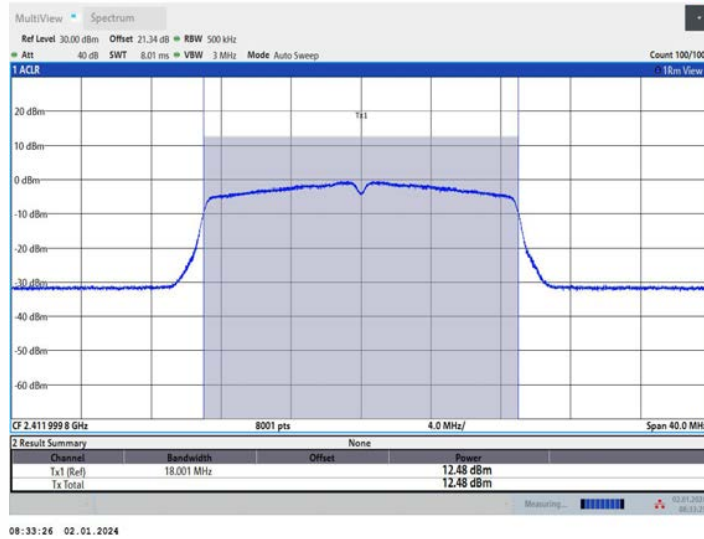 MultiView Spectrum
Ref Level 30.00 dBm Offset 21.34 dB RBW 500 kHz
Att 40 dB SWT 8.01 ms VBW 3 MHz Mode Auto Sweep Count 100/100
1 ACLR 1Rm View
Tx1
20 dBm
10 dBm
0 dBm
-10 dBm
-20 dBm
-30 dBm
-40 dBm
-50 dBm
-60 dBm
CF 2.411 999 8 GHz 8001 pts 4.0 MHz/ Span 40.0 MHz
2 Result Summary None
Channel Bandwidth Offset Power
Tx1 (Ref) 18.001 MHz 12.48 dBm
Tx Total 12.48 dBm
Measuring...
08:33:26 02.01.2024